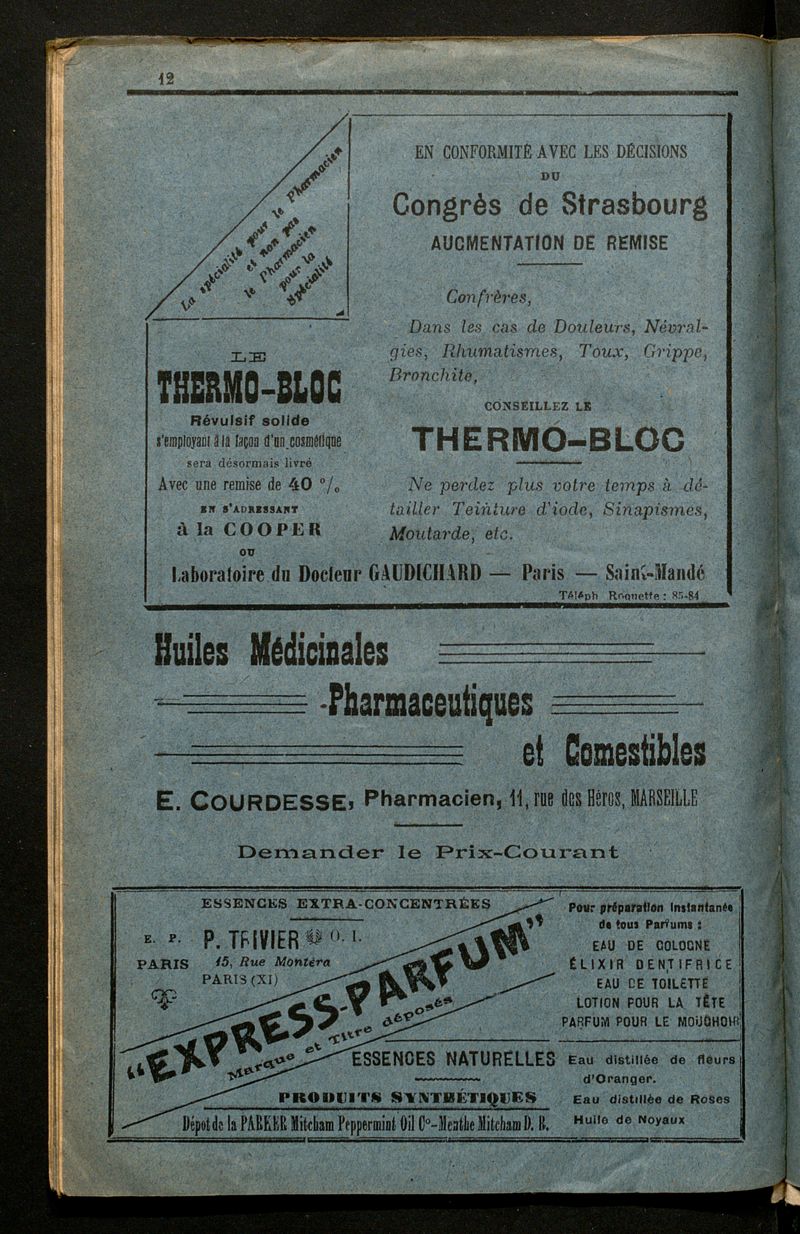 12
La spécialité pour le Pharmacien
et non pas
le Pharmacien
pour la
Spécialité
LE
THERMO-BLOC
Révulsif solide
s'employant à la façon d'un cosmétique
sera désormais livré
Avec une remise de 40 %
EN S'ADRESSANT
à la COOPER
OU
EN CONFORMITÉ AVEC LES DÉCISIONS
DU
Congrès de Strasbourg
AUGMENTATION DE REMISE
Confrères,
Dans les cas de Douleurs, Névral-
gies, Rhumatismes, Toux, Grippe,
Bronchite,
CONSEILLEZ LE
THERMO-BLOC
Ne perdez plus votre temps à dé-
tailler Teinture d'iode, Sinapismes,
Moutarde, etc.
Laboratoire du Docteur GAUDICHARD — Paris — Saint-Mandé
Téléph Roquette : 85-84
Huiles Médicinales
-Pharmaceutiques
et Comestibles
E. COURDESSE, Pharmacien, 11, rue des Héros, MARSEILLE
Demander le Prix-Courant
ESSENCES EXTRA-CONCENTRÉES
E. P.
PARIS
P. TRIVIER O. I.
15, Rue Montéra
PARIS (XI)
"EXPRESS-PARFUM"
Marque et Titre déposés
ESSENCES NATURELLES
PRODUITS SYNTHÉTIQUES
Dépot de la PARKER Mitcham Peppermint Oil Co-Menthe Mitcham D. R.
Pour préparation Instantanée
de tous Parfums :
EAU DE COLOGNE
ÉLIXIR DENTIFRICE
EAU DE TOILETTE
LOTION POUR LA TÊTE
PARFUM POUR LE MOUCHOIR
Eau distillée de fleurs
d'Oranger.
Eau distillée de Roses
Huile de Noyaux